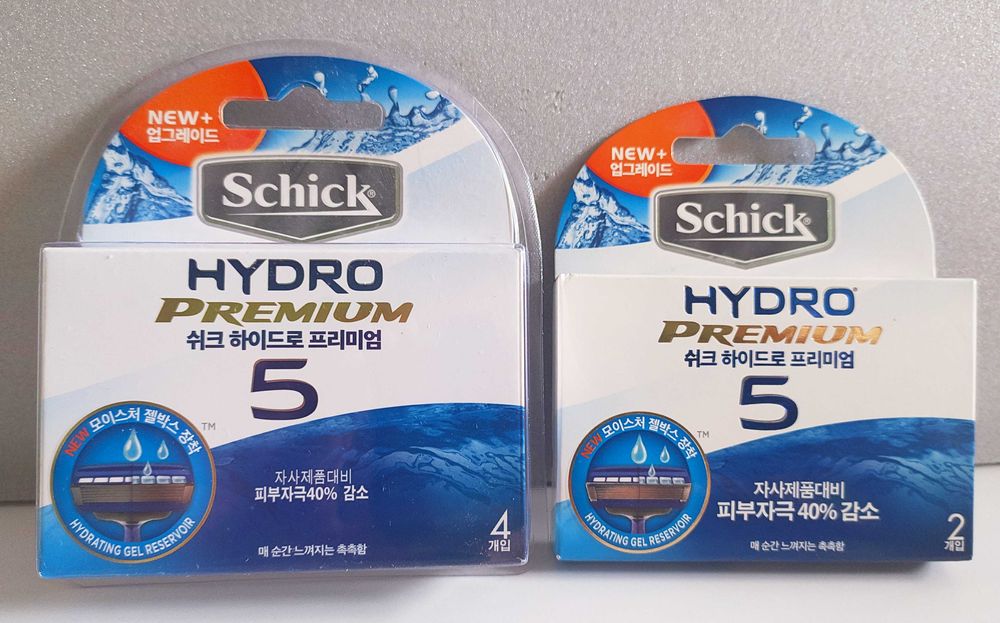 NEW+
업그레이드
Schick®
HYDRO
PREMIUM
쉬크 하이드로 프리미엄
5
NEW 모이스처 젤박스 장착
™
HYDRATING GEL RESERVOIR
자사제품대비
피부자극40% 감소
4
개입
매 순간 느껴지는 촉촉함
NEW+
업그레이드
Schick®
HYDRO®
PREMIUM
쉬크 하이드로 프리미엄
5
NEW 모이스처 젤박스 장착
™
HYDRATING GEL RESERVOIR
자사제품대비
피부자극 40% 감소
2
개입
매 순간 느껴지는 촉촉함